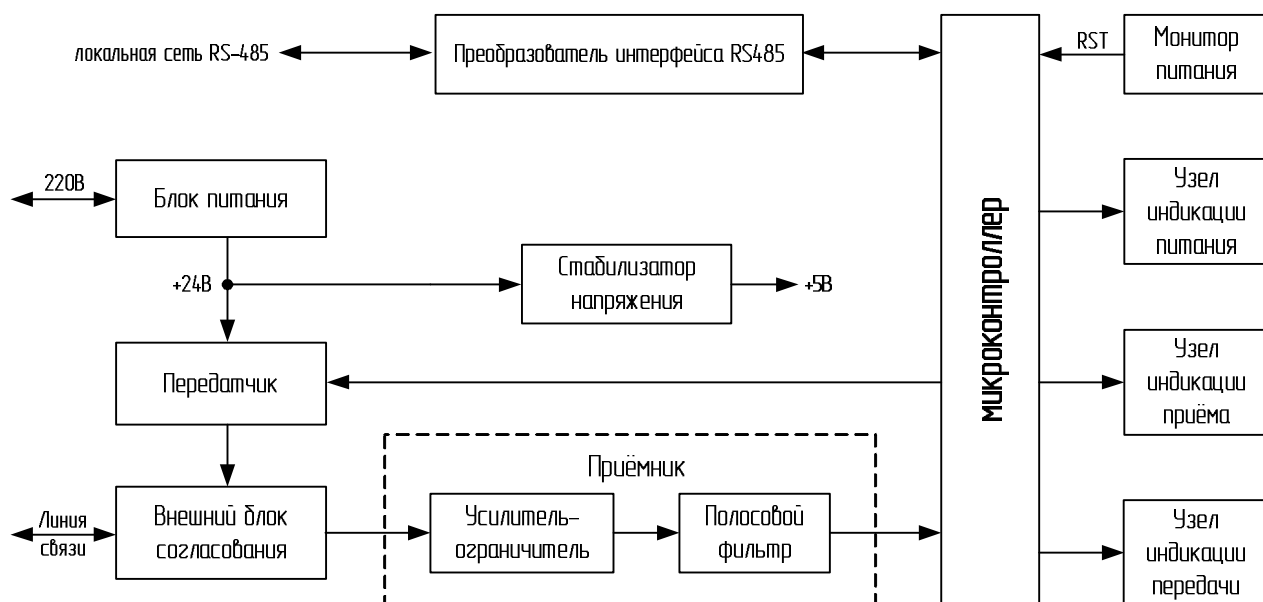 локальная сеть RS-485
Преобразователь интерфейса RS485
RST
Монитор
питания
220В
Блок питания
Узел
индикации
питания
+24В
Стабилизатор
напряжения
+5В
микроконтроллер
Передатчик
Узел
индикации
приёма
Приёмник
Линия
связи
Внешний блок
согласования
Усилитель-
ограничитель
Полосовой
фильтр
Узел
индикации
передачи